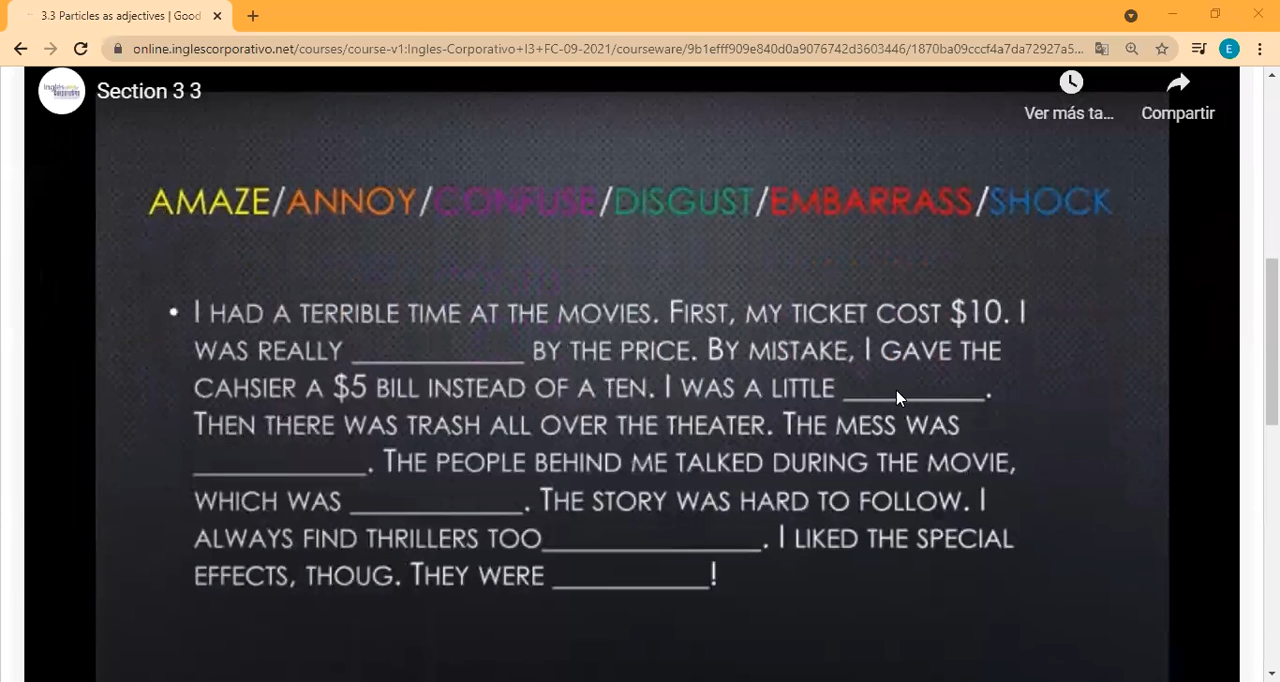 3.3 Particles as adjectives | Good
online.inglescorporativo.net/courses/course-v1:Ingles-Corporativo+I3+FC-09-2021/courseware/9b1efff909e840d0a9076742d3603446/1870ba09cccf4a7da72927a5...
E
Section 3 3
Ver más ta...
Compartir
AMAZE/ANNOY/CONFUSE/DISGUST/EMBARRASS/SHOCK
• I HAD A TERRIBLE TIME AT THE MOVIES. FIRST, MY TICKET COST $10. I
WAS REALLY ____________ BY THE PRICE. BY MISTAKE, I GAVE THE
CAHSIER A $5 BILL INSTEAD OF A TEN. I WAS A LITTLE __________.
THEN THERE WAS TRASH ALL OVER THE THEATER. THE MESS WAS
____________. THE PEOPLE BEHIND ME TALKED DURING THE MOVIE,
WHICH WAS ____________. THE STORY WAS HARD TO FOLLOW. I
ALWAYS FIND THRILLERS TOO_______________. I LIKED THE SPECIAL
EFFECTS, THOUG. THEY WERE ___________!